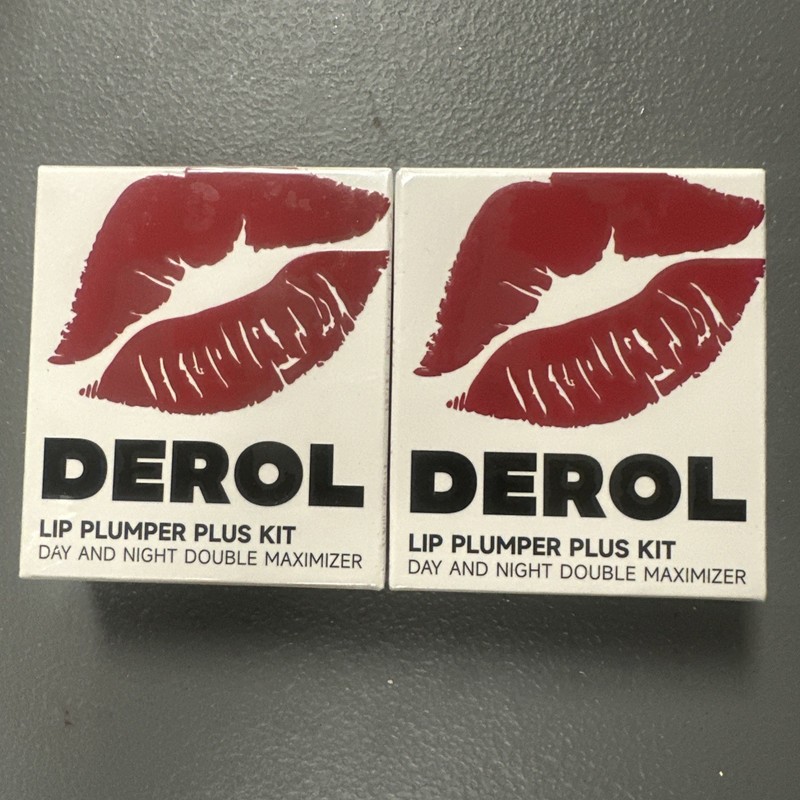 DEROL
LIP PLUMPER PLUS KIT
DAY AND NIGHT DOUBLE MAXIMIZER
DEROL
LIP PLUMPER PLUS KIT
DAY AND NIGHT DOUBLE MAXIMIZER